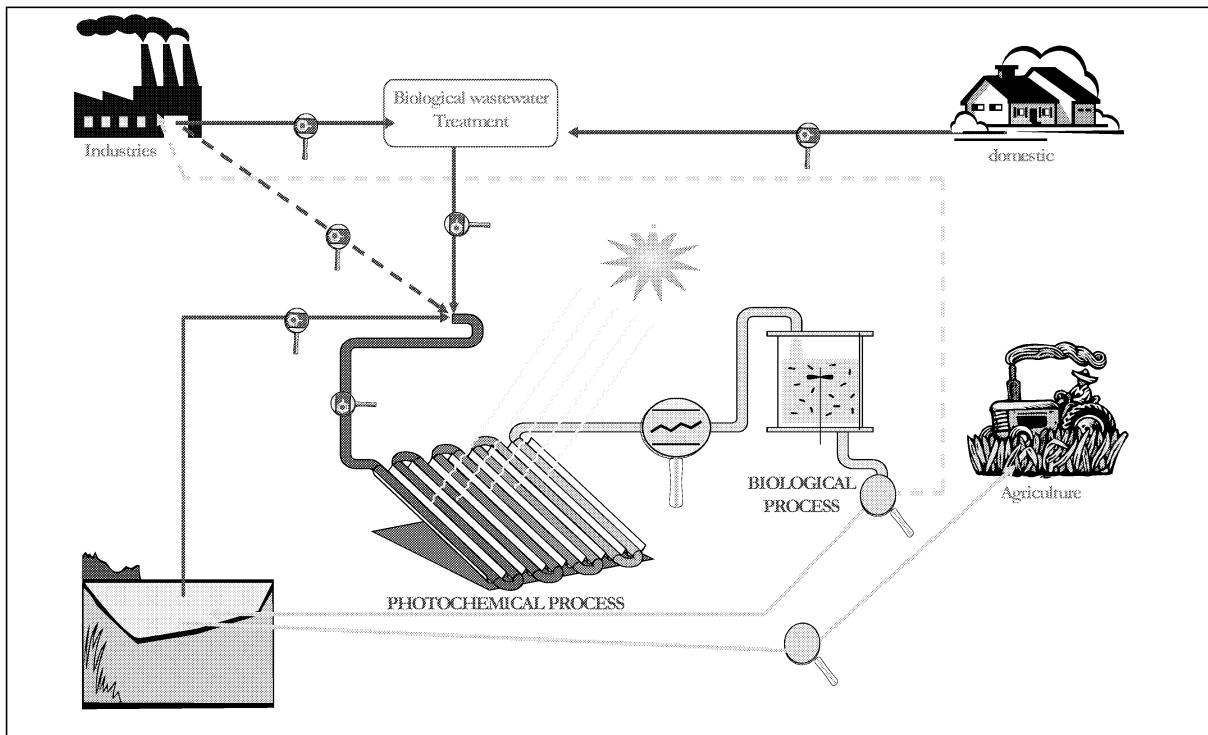 Biological wastewater
Treatment
Industries
domestic
Agriculture
BIOLOGICAL
PROCESS
PHOTOCHEMICAL PROCESS